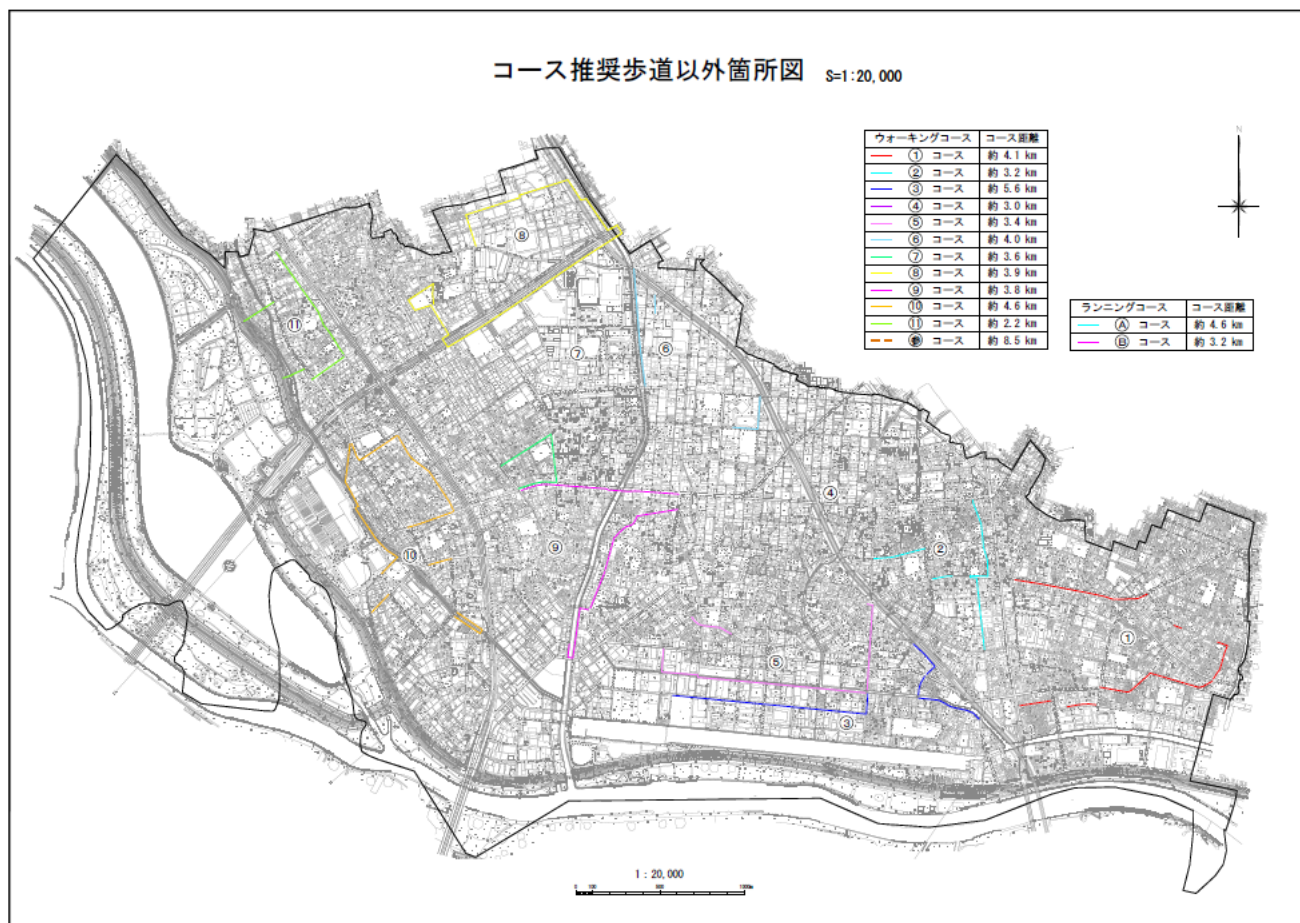 コース推奨歩道以外箇所図 S=1:20,000
N
ウォーキングコース コース距離
① コース 約 4.1 km
② コース 約 3.2 km
③ コース 約 5.6 km
④ コース 約 3.0 km
⑤ コース 約 3.4 km
⑥ コース 約 4.0 km
⑦ コース 約 3.6 km
⑧ コース 約 3.9 km
⑨ コース 約 3.8 km
⑩ コース 約 4.6 km
⑪ コース 約 2.2 km
コース 約 8.5 km
ランニングコース コース距離
Ⓐ コース 約 4.6 km
Ⓑ コース 約 3.2 km
⑧
⑪
⑦
⑥
④
⑩
⑨
②
①
⑤
③
1：20,000
0 100 500 1000m